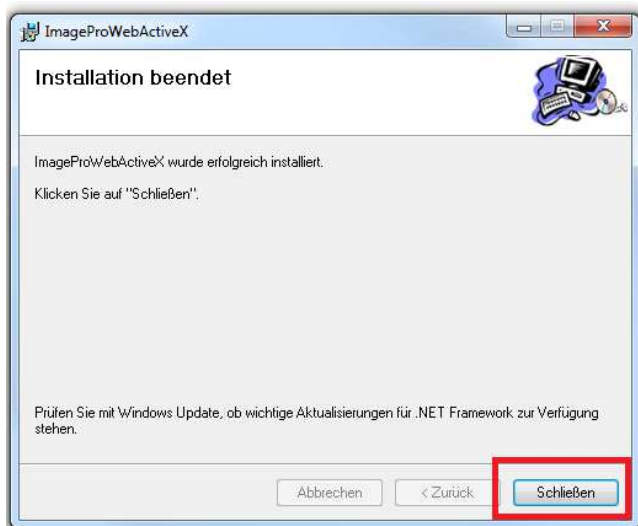 ImageProWebActiveX
Installation beendet
ImageProWebActiveX wurde erfolgreich installiert.
Klicken Sie auf "Schließen".
Prüfen Sie mit Windows Update, ob wichtige Aktualisierungen für .NET Framework zur Verfügung
stehen.
Abbrechen < Zurück Schließen